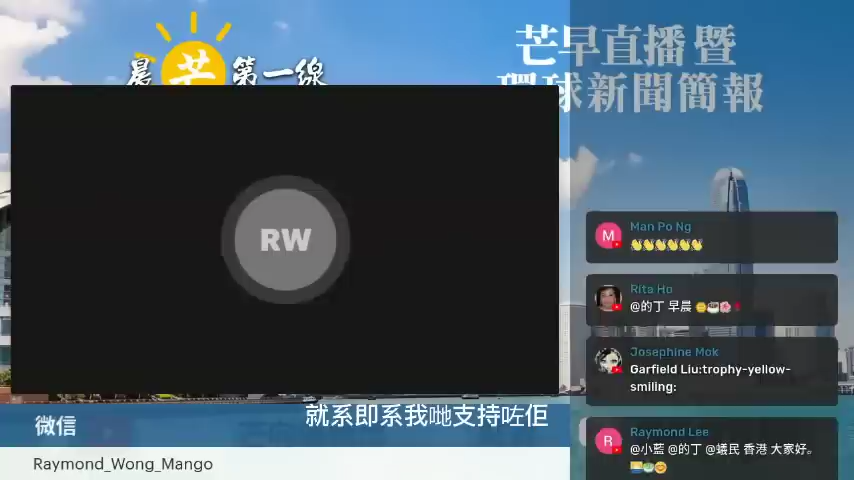 晨芒第一線
芒早直播暨
環球新聞簡報
RW
Man Po Ng
Rita Ho
@的丁 早晨
Josephine Mok
Garfield Liu:trophy-yellow-
smiling:
Raymond Lee
@小藍 @的丁 @蟻民 香港 大家好。
就系即系我哋支持咗佢
微信
Raymond_Wong_Mango